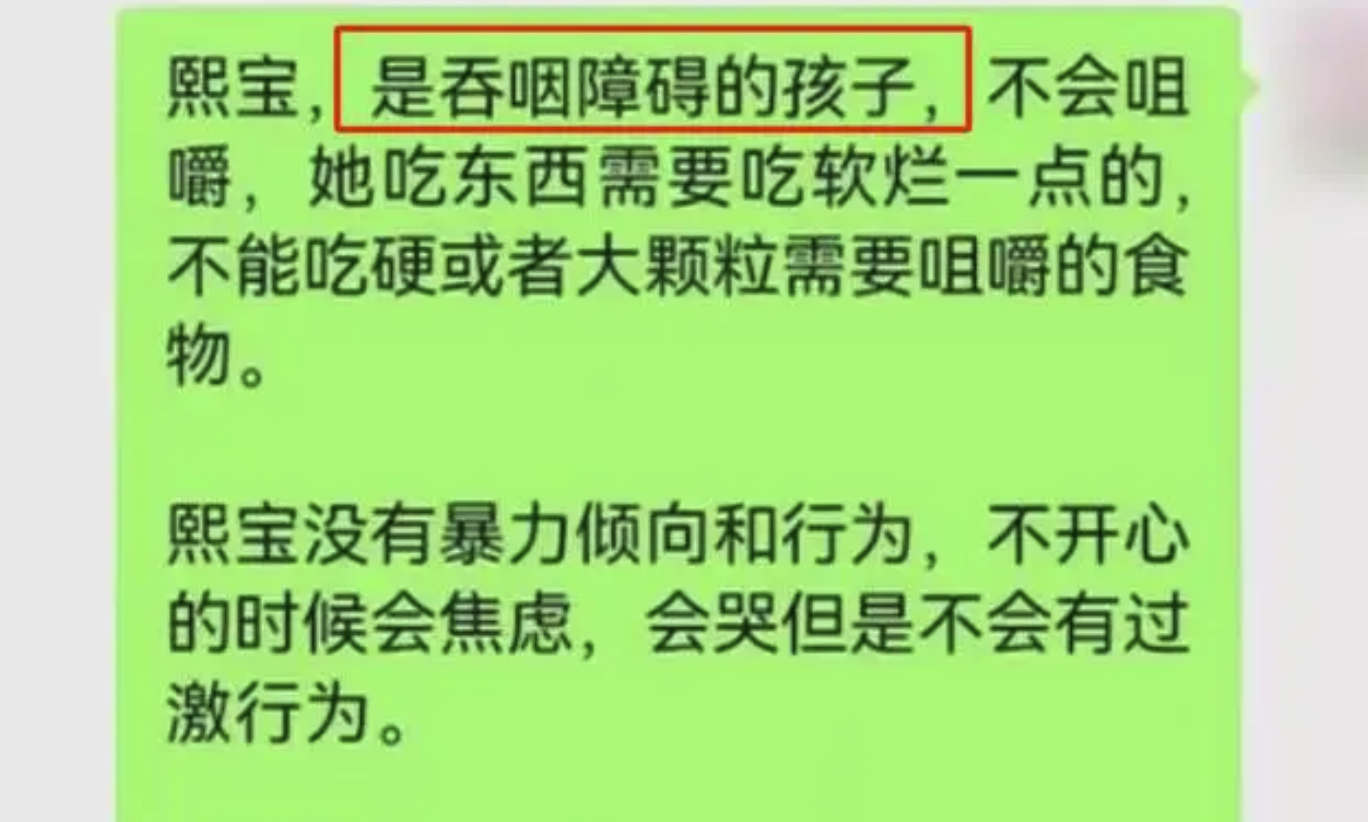 熙宝，是吞咽障碍的孩子，不会咀
嚼，她吃东西需要吃软烂一点的，
不能吃硬或者大颗粒需要咀嚼的食
物。
熙宝没有暴力倾向和行为，不开心
的时候会焦虑，会哭但是不会有过
激行为。